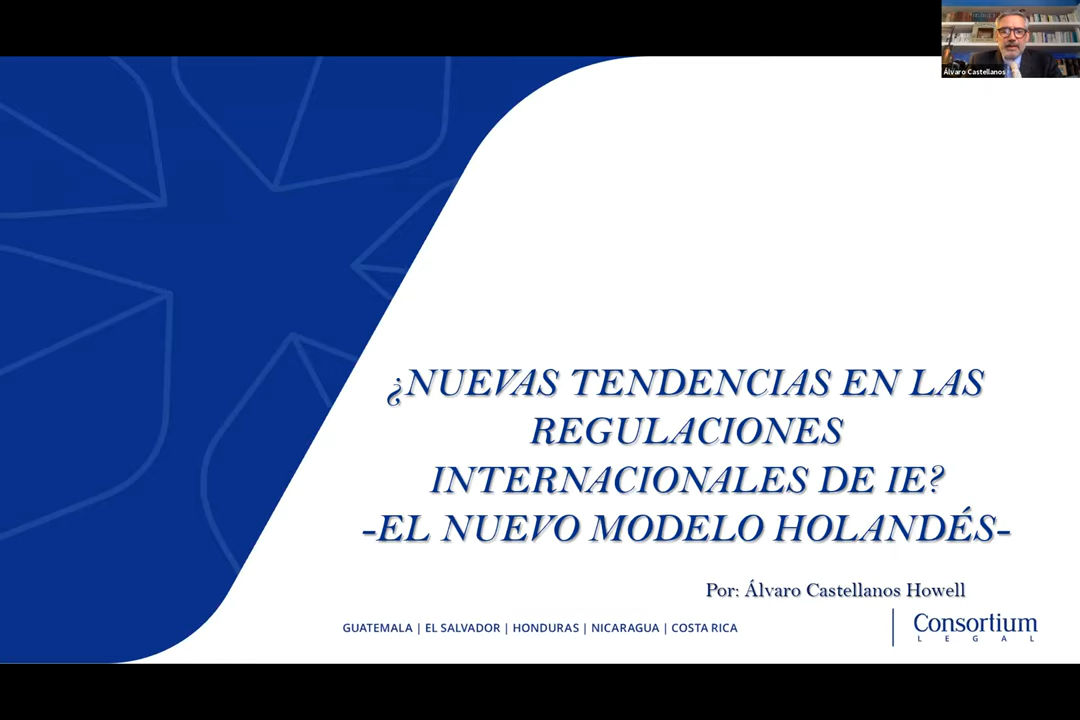 Álvaro Castellanos
¿NUEVAS TENDENCIAS EN LAS
REGULACIONES
INTERNACIONALES DE IE?
-EL NUEVO MODELO HOLANDÉS-
Por: Álvaro Castellanos Howell
GUATEMALA | EL SALVADOR | HONDURAS | NICARAGUA | COSTA RICA
Consortium
LEGAL